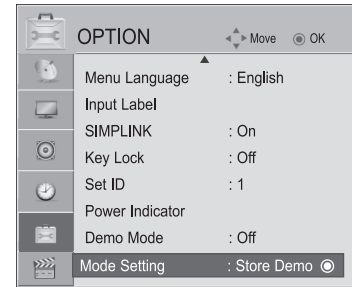 OPTION Move OK
Menu Language : English
Input Label
SIMPLINK : On
Key Lock : Off
Set ID : 1
Power Indicator
Demo Mode : Off
Mode Setting : Store Demo